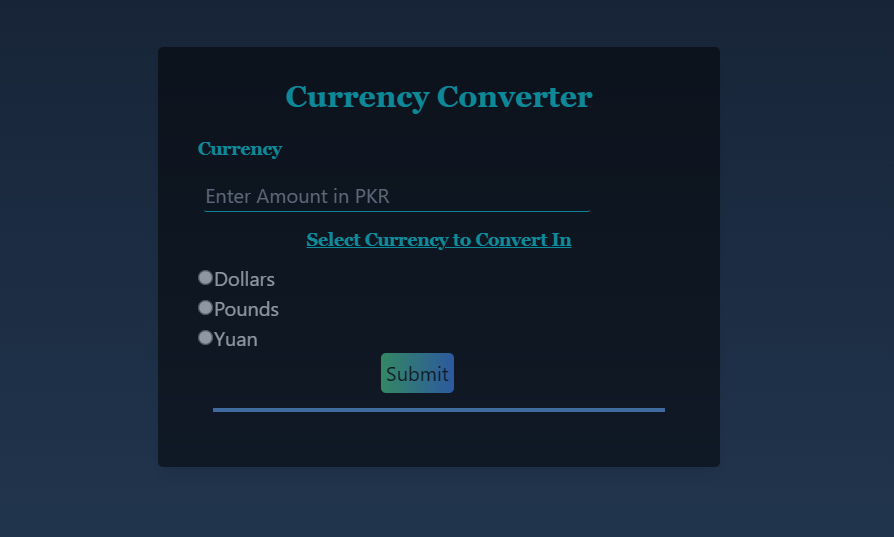 Currency Converter
Currency
Enter Amount in PKR
Select Currency to Convert In
Dollars
Pounds
Yuan
Submit